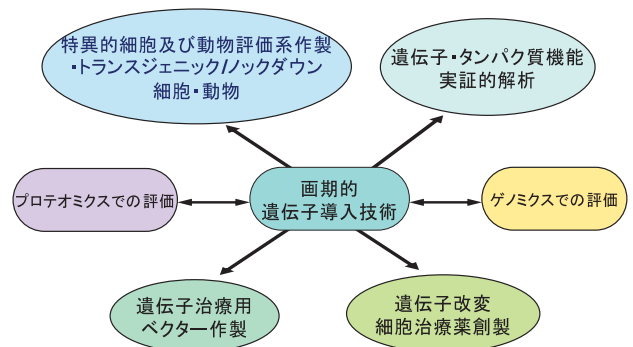 特異的細胞及び動物評価系作製
・トランスジェニック/ノックダウン
細胞・動物
遺伝子・タンパク質機能
実証的解析
プロテオミクスでの評価
画期的
遺伝子導入技術
ゲノミクスでの評価
遺伝子治療用
ベクター作製
遺伝子改変
細胞治療薬創製